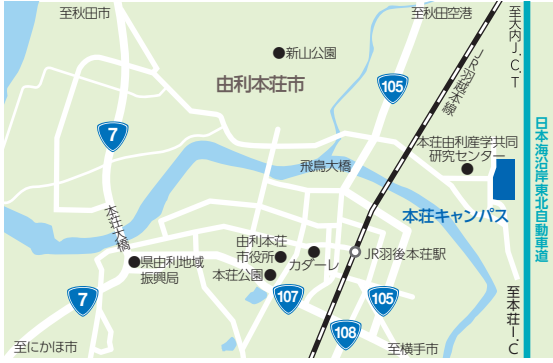 至秋田市
至秋田空港
至大内J.C.T
新山公園
由利本荘市
105
JR羽越本線
7
日本海沿岸東北自動車道
本荘由利産学共同
研究センター
飛鳥大橋
本荘キャンパス
本荘大橋
由利本荘
市役所
カダーレ
JR羽後本荘駅
県由利地域
振興局
本荘公園
7
107
105
108
至本荘I.C
至にかほ市
至横手市